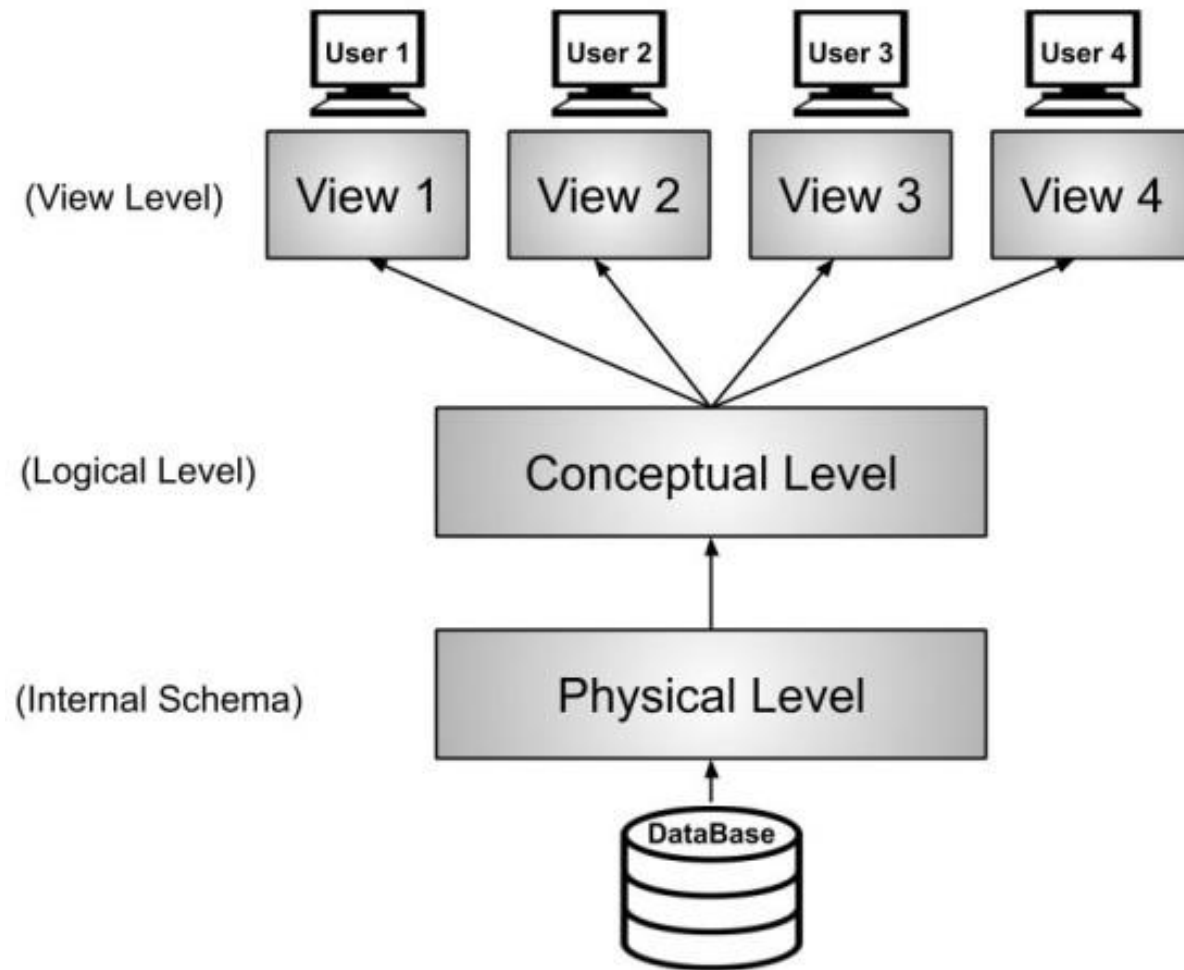 User 1
User 2
User 3
User 4
(View Level)
View 1
View 2
View 3
View 4
(Logical Level)
Conceptual Level
(Internal Schema)
Physical Level
DataBase